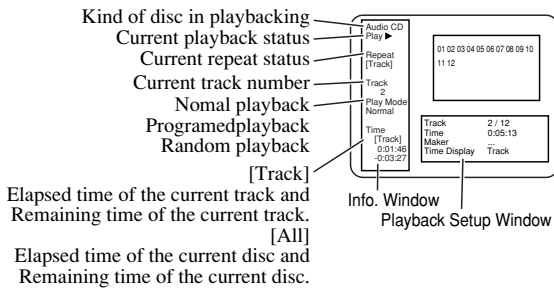 Kind of disc in playbacking
Current playback status
Current repeat status
Current track number
Nomal playback
Programedplayback
Random playback
[Track]
Elapsed time of the current track and
Remaining time of the current track.
[All]
Elapsed time of the current disc and
Remaining time of the current disc.
Audio CD
Play ▶
Repeat
[Track]
Track
2
Play Mode
Normal
Time
[Track]
0:01:46
-0:03:27
01 02 03 04 05 06 07 08 09 10
11 12
Track 2 / 12
Time 0:05:13
Maker ...
Time Display Track
Info. Window
Playback Setup Window